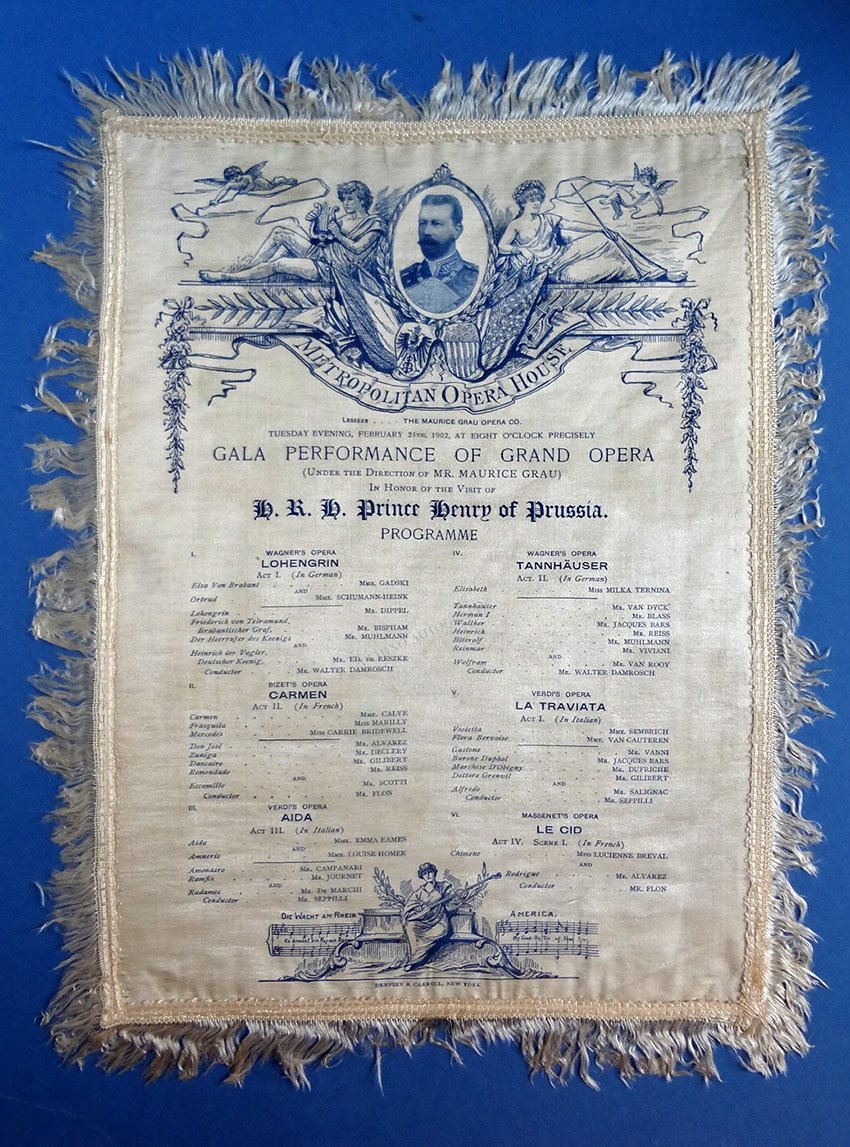 METROPOLITAN OPERA HOUSE
LESSEES . . . . THE MAURICE GRAU OPERA CO.
TUESDAY EVENING, FEBRUARY 25TH, 1902, AT EIGHT O'CLOCK PRECISELY
GALA PERFORMANCE OF GRAND OPERA
(UNDER THE DIRECTION OF MR. MAURICE GRAU)
IN HONOR OF THE VISIT OF
H. R. H. Prince Henry of Prussia.
PROGRAMME
I. WAGNER'S OPERA
LOHENGRIN
ACT I. (In German)
Elsa Von Brabant . . MME. GADSKI
AND
Ortrud . . MME. SCHUMANN-HEINK
Lohengrin . . MR. DIPPEL
Friederich von Telramund,
Brabantischer Graf, . . MR. BISPHAM
Der Heerrufer des Koenigs . . MR. MUHLMANN
AND
Heinrich der Vogler,
Deutscher Koenig, . . MR. ED. DE RESZKE
Conductor . . MR. WALTER DAMROSCH
II. BIZET'S OPERA
CARMEN
ACT II. (In French)
Carmen . . MME. CALVÉ
Frasquita . . MISS MARILLY
Mercedes . . MISS CARRIE BRIDEWELL
Don José . . MR. ALVAREZ
Zuniga . . MR. DECLERY
Dancairo . . MR. GILIBERT
Remendado . . MR. REISS
AND
Escamillo . . MR. SCOTTI
Conductor . . MR. FLON
III. VERDI'S OPERA
AIDA
ACT III. (In Italian)
Aida . . MME. EMMA EAMES
AND
Amneris . . MME. LOUISE HOMER
Amonasro . . MR. CAMPANARI
Ramfis . . MR. JOURNET
AND
Radames . . MR. DE MARCHI
Conductor . . MR. SEPPILLI
IV. WAGNER'S OPERA
TANNHÄUSER
ACT. II. (In German)
Elisabeth . . MISS MILKA TERNINA
Tannhauser . . MR. VAN DYCK
Herman I . . MR. BLASS
Walther . . MR. JACQUES BARS
Heinrich . . MR. REISS
Biterolf . . MR. MUHLMANN
Reinmar . . MR. VIVIANI
AND
Wolfram . . MR. VAN ROOY
Conductor . . MR. WALTER DAMROSCH
V. VERDI'S OPERA
LA TRAVIATA
ACT I. (In Italian)
Violetta . . MME. SEMBRICH
Flora Bervoise . . MME. VAN CAUTEREN
Gastone . . MR. VANNI
Barone Duphol . . MR. JACQUES BARS
Marchese D'Obigny . . MR. DUFRICHE
Dottore Grenvil . . MR. GILIBERT
AND
Alfredo . . MR. SALIGNAC
Conductor . . MR. SEPPILLI
VI. MASSENET'S OPERA
LE CID
ACT IV. SCENE I. (In French)
Chimene . . MISS LUCIENNE BREVAL
AND
Rodrigue . . MR. ALVAREZ
Conductor . . MR. FLON
DIE WACHT AM RHEIN
AMERICA.
Es braust ein Ruf wie
My Coun-try 'tis of thee
DEMPSEY & CARROLL, NEW YORK